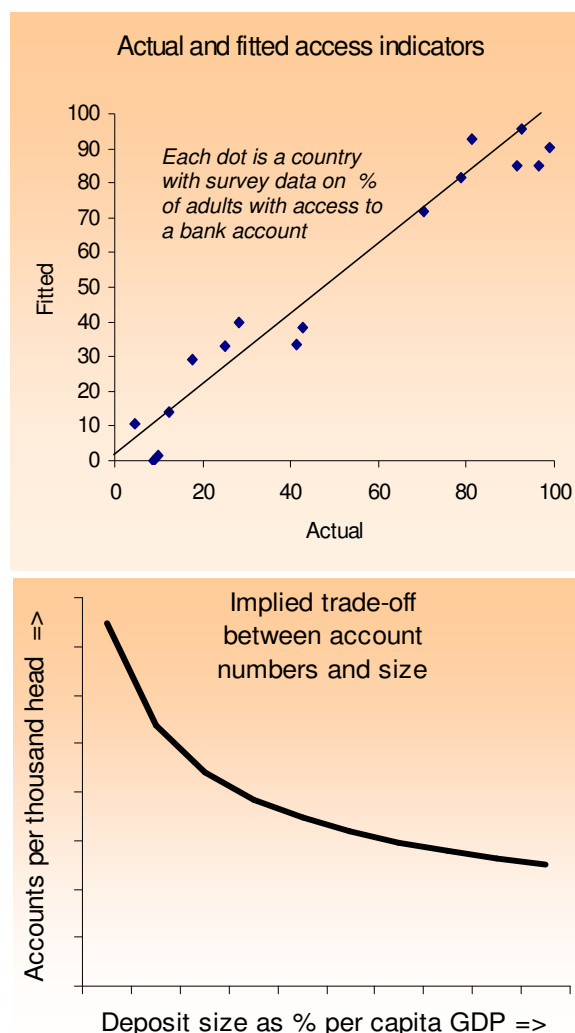 Actual and fitted access indicators
100
90
80
70
60
50
40
30
20
10
0
Fitted
Each dot is a country
with survey data on %
of adults with access to
a bank account
0 20 40 60 80 100
Actual
Implied trade-off
between account
numbers and size
Accounts per thousand head =>
Deposit size as % per capita GDP =>